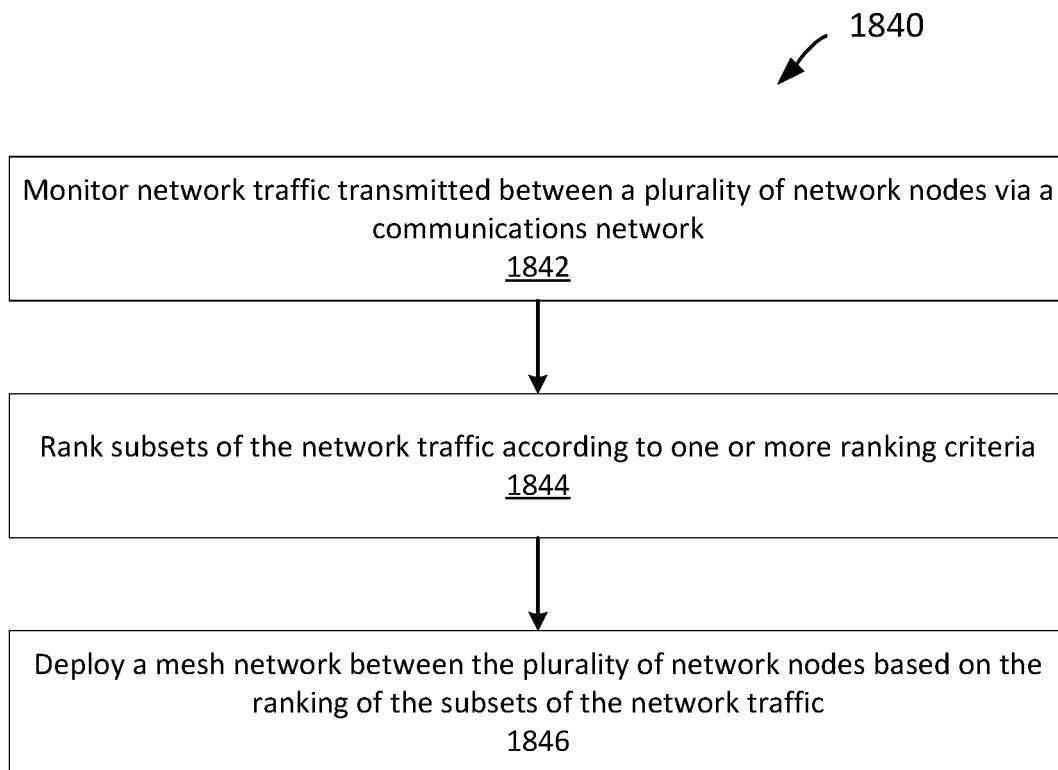 1840
Monitor network traffic transmitted between a plurality of network nodes via a
communications network
1842
Rank subsets of the network traffic according to one or more ranking criteria
1844
Deploy a mesh network between the plurality of network nodes based on the
ranking of the subsets of the network traffic
1846